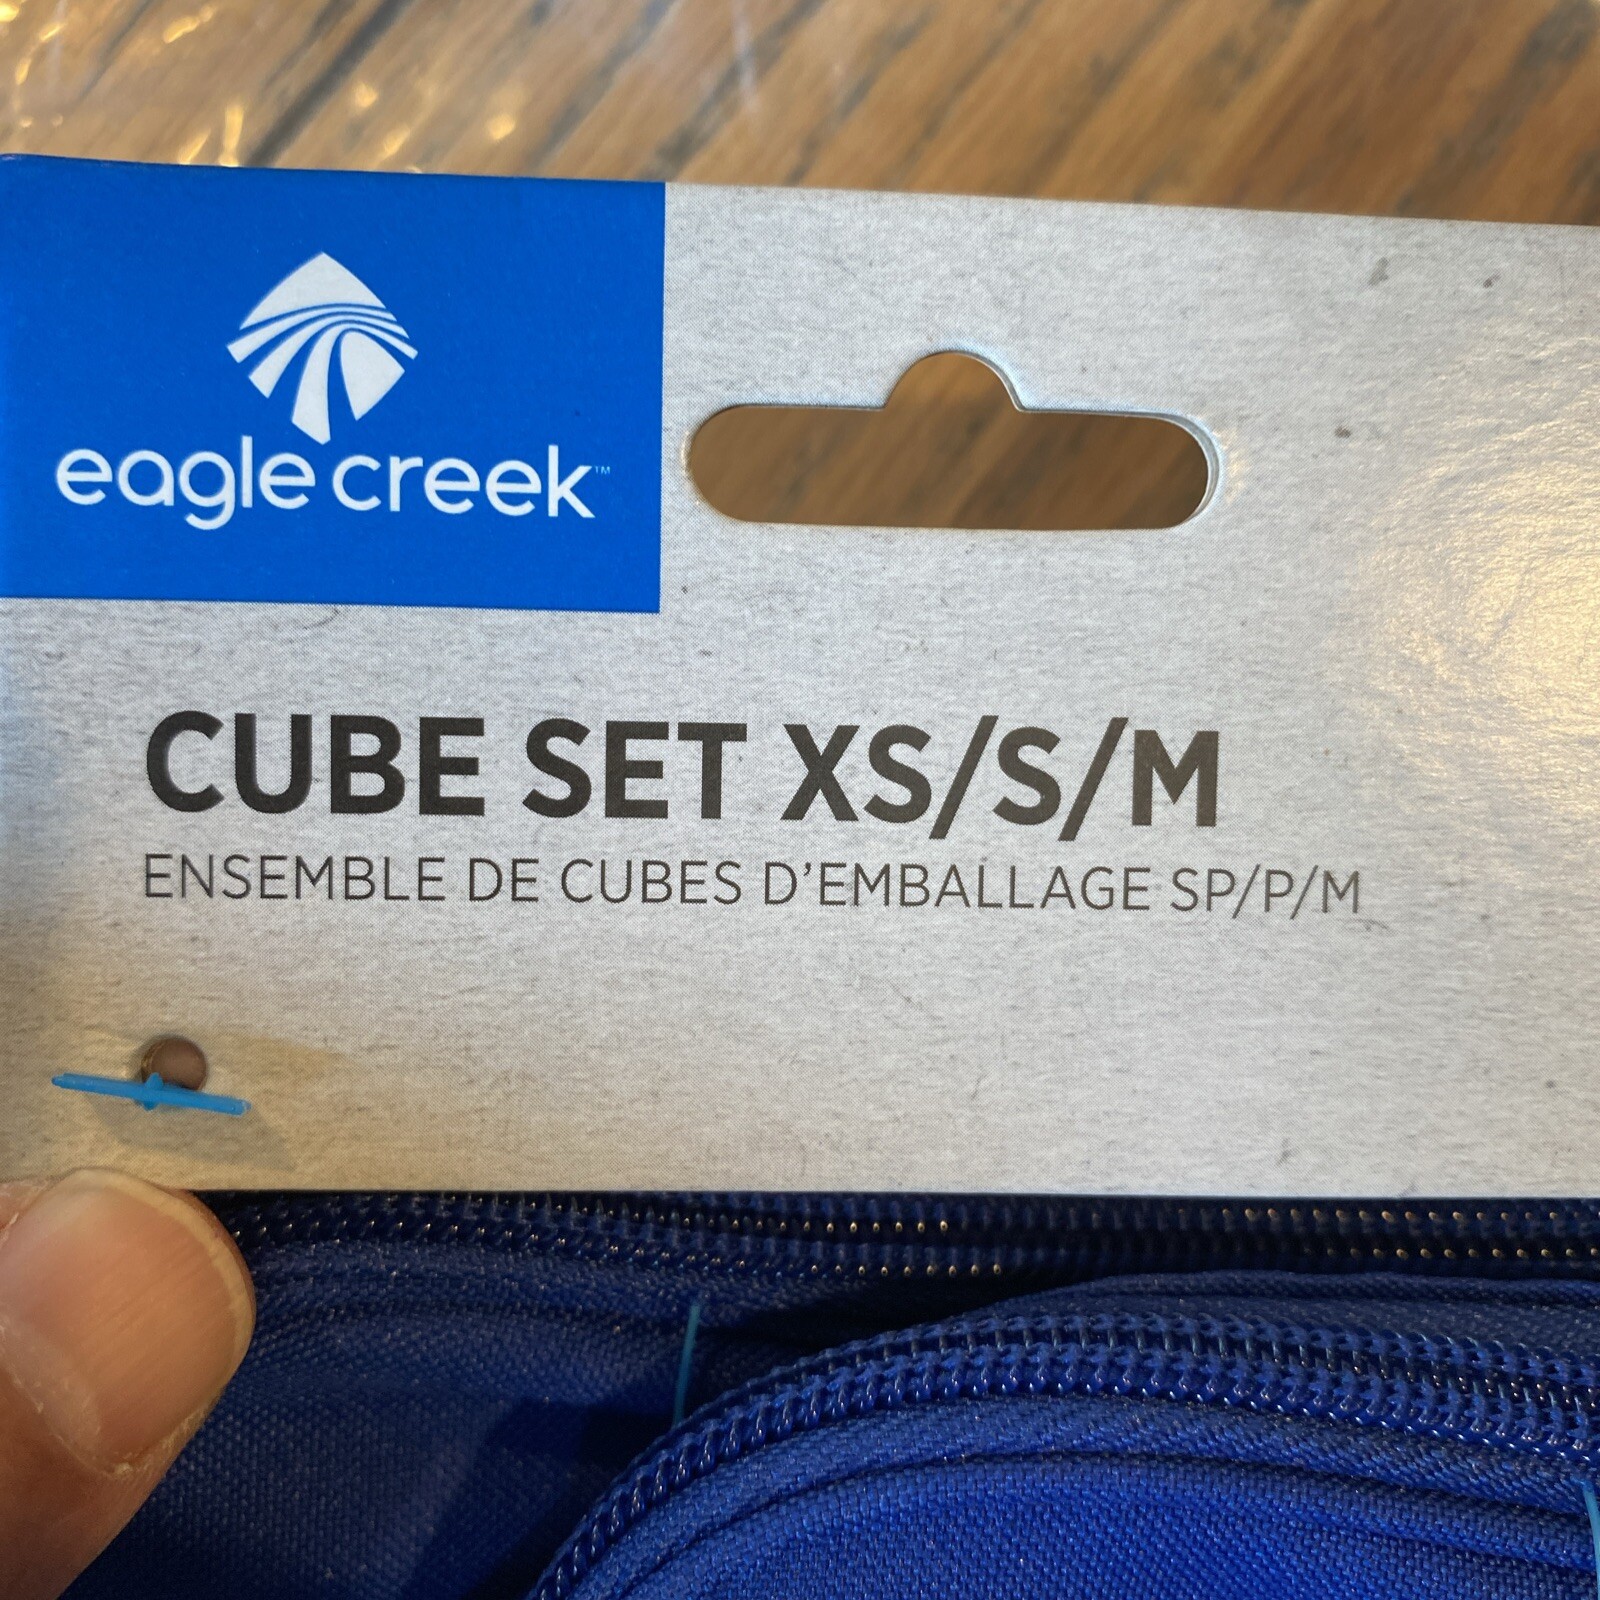 eagle creek™
CUBE SET XS/S/M
ENSEMBLE DE CUBES D’EMBALLAGE SP/P/M